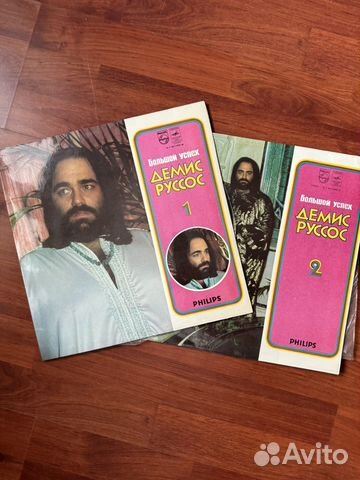 Большой успех
ДЕМИС
РУССОС
1
PHILIPS
Большой успех
ДЕМИС
РУССОС
2
PHILIPS
Avito